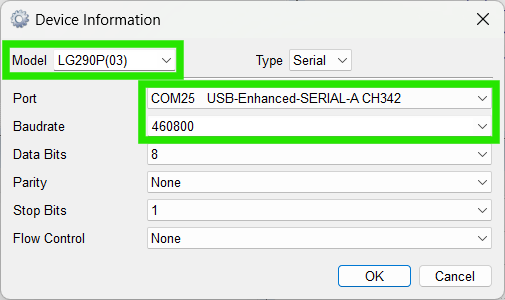 Device Information
Model LG290P(03) Type Serial
Port COM25 USB-Enhanced-SERIAL-A CH342
Baudrate 460800
Data Bits 8
Parity None
Stop Bits 1
Flow Control None
OK Cancel